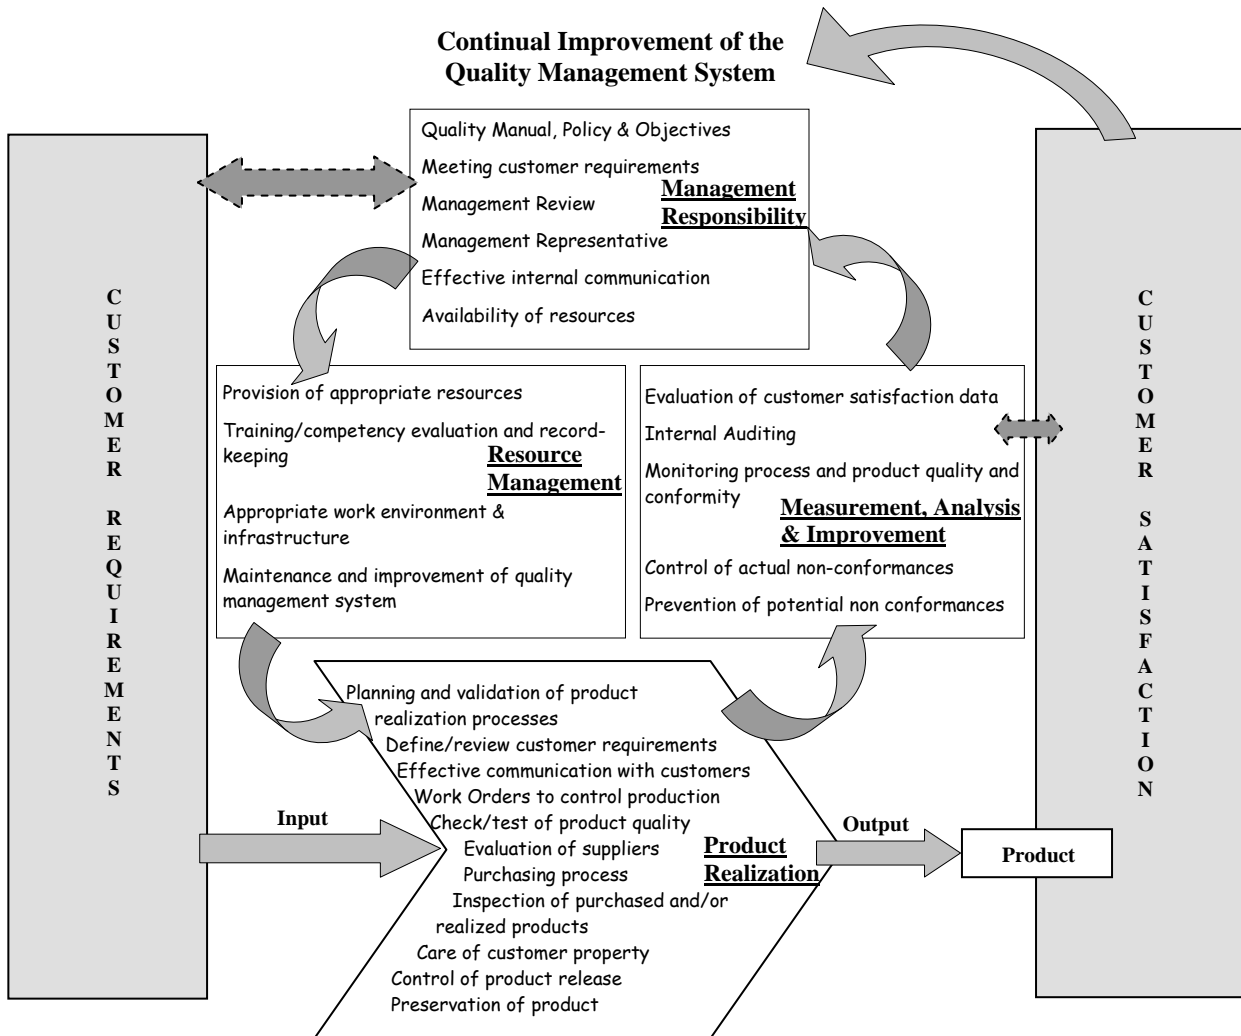 Continual Improvement of the
Quality Management System
CUSTOMER REQUIREMENTS
Quality Manual, Policy & Objectives
Meeting customer requirements
Management Review
Management Representative
Effective internal communication
Availability of resources
Management
Responsibility
Provision of appropriate resources
Training/competency evaluation and record-
keeping
Resource
Management
Appropriate work environment &
infrastructure
Maintenance and improvement of quality
management system
Evaluation of customer satisfaction data
Internal Auditing
Monitoring process and product quality and
conformity
Measurement, Analysis
& Improvement
Control of actual non-conformances
Prevention of potential non conformances
Input
Planning and validation of product
realization processes
Define/review customer requirements
Effective communication with customers
Work Orders to control production
Check/test of product quality
Evaluation of suppliers
Purchasing process
Inspection of purchased and/or
realized products
Care of customer property
Control of product release
Preservation of product
Product
Realization
Output
Product
CUSTOMER SATISFACTION